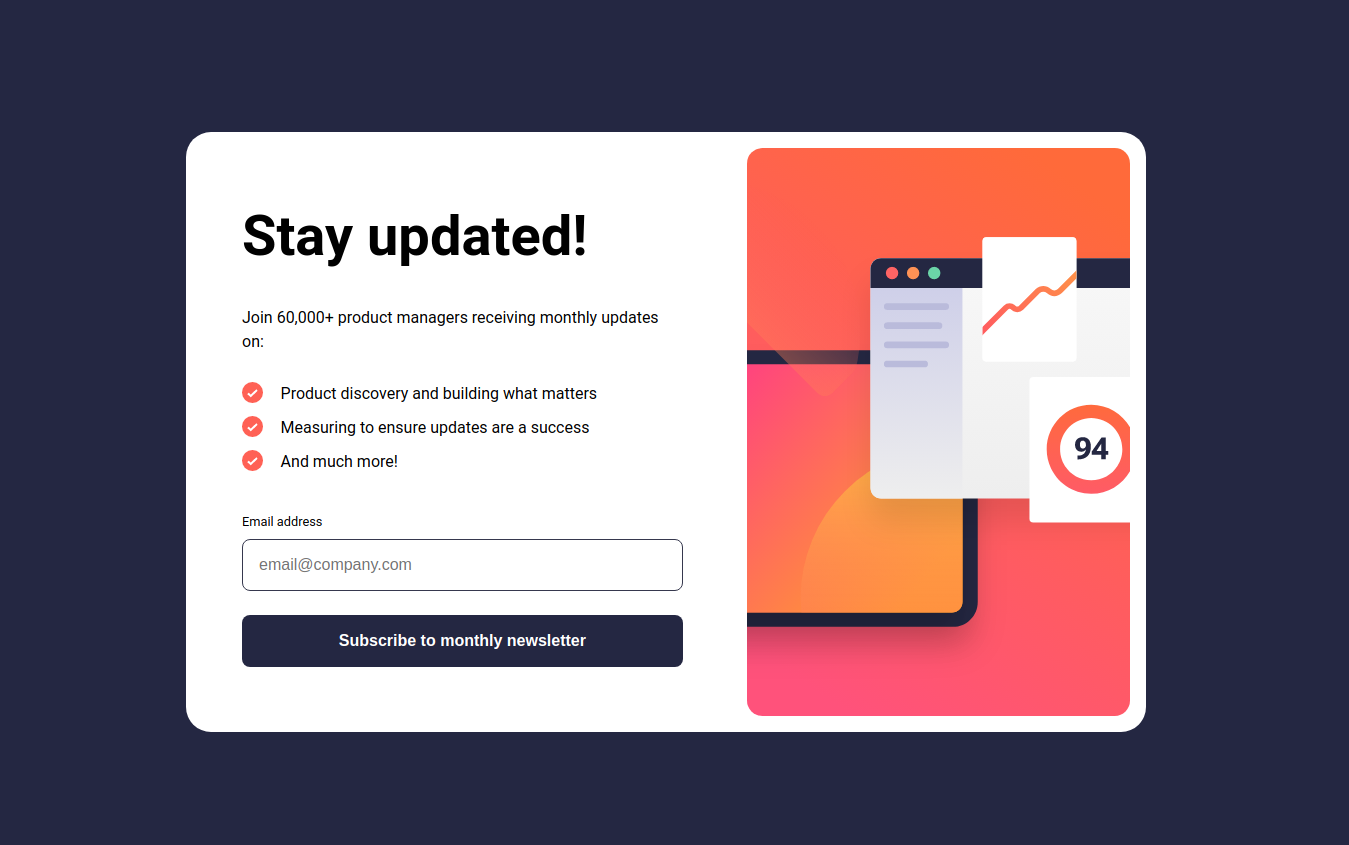 Stay updated!
Join 60,000+ product managers receiving monthly updates
on:
Product discovery and building what matters
Measuring to ensure updates are a success
And much more!
Email address
email@company.com
Subscribe to monthly newsletter
94